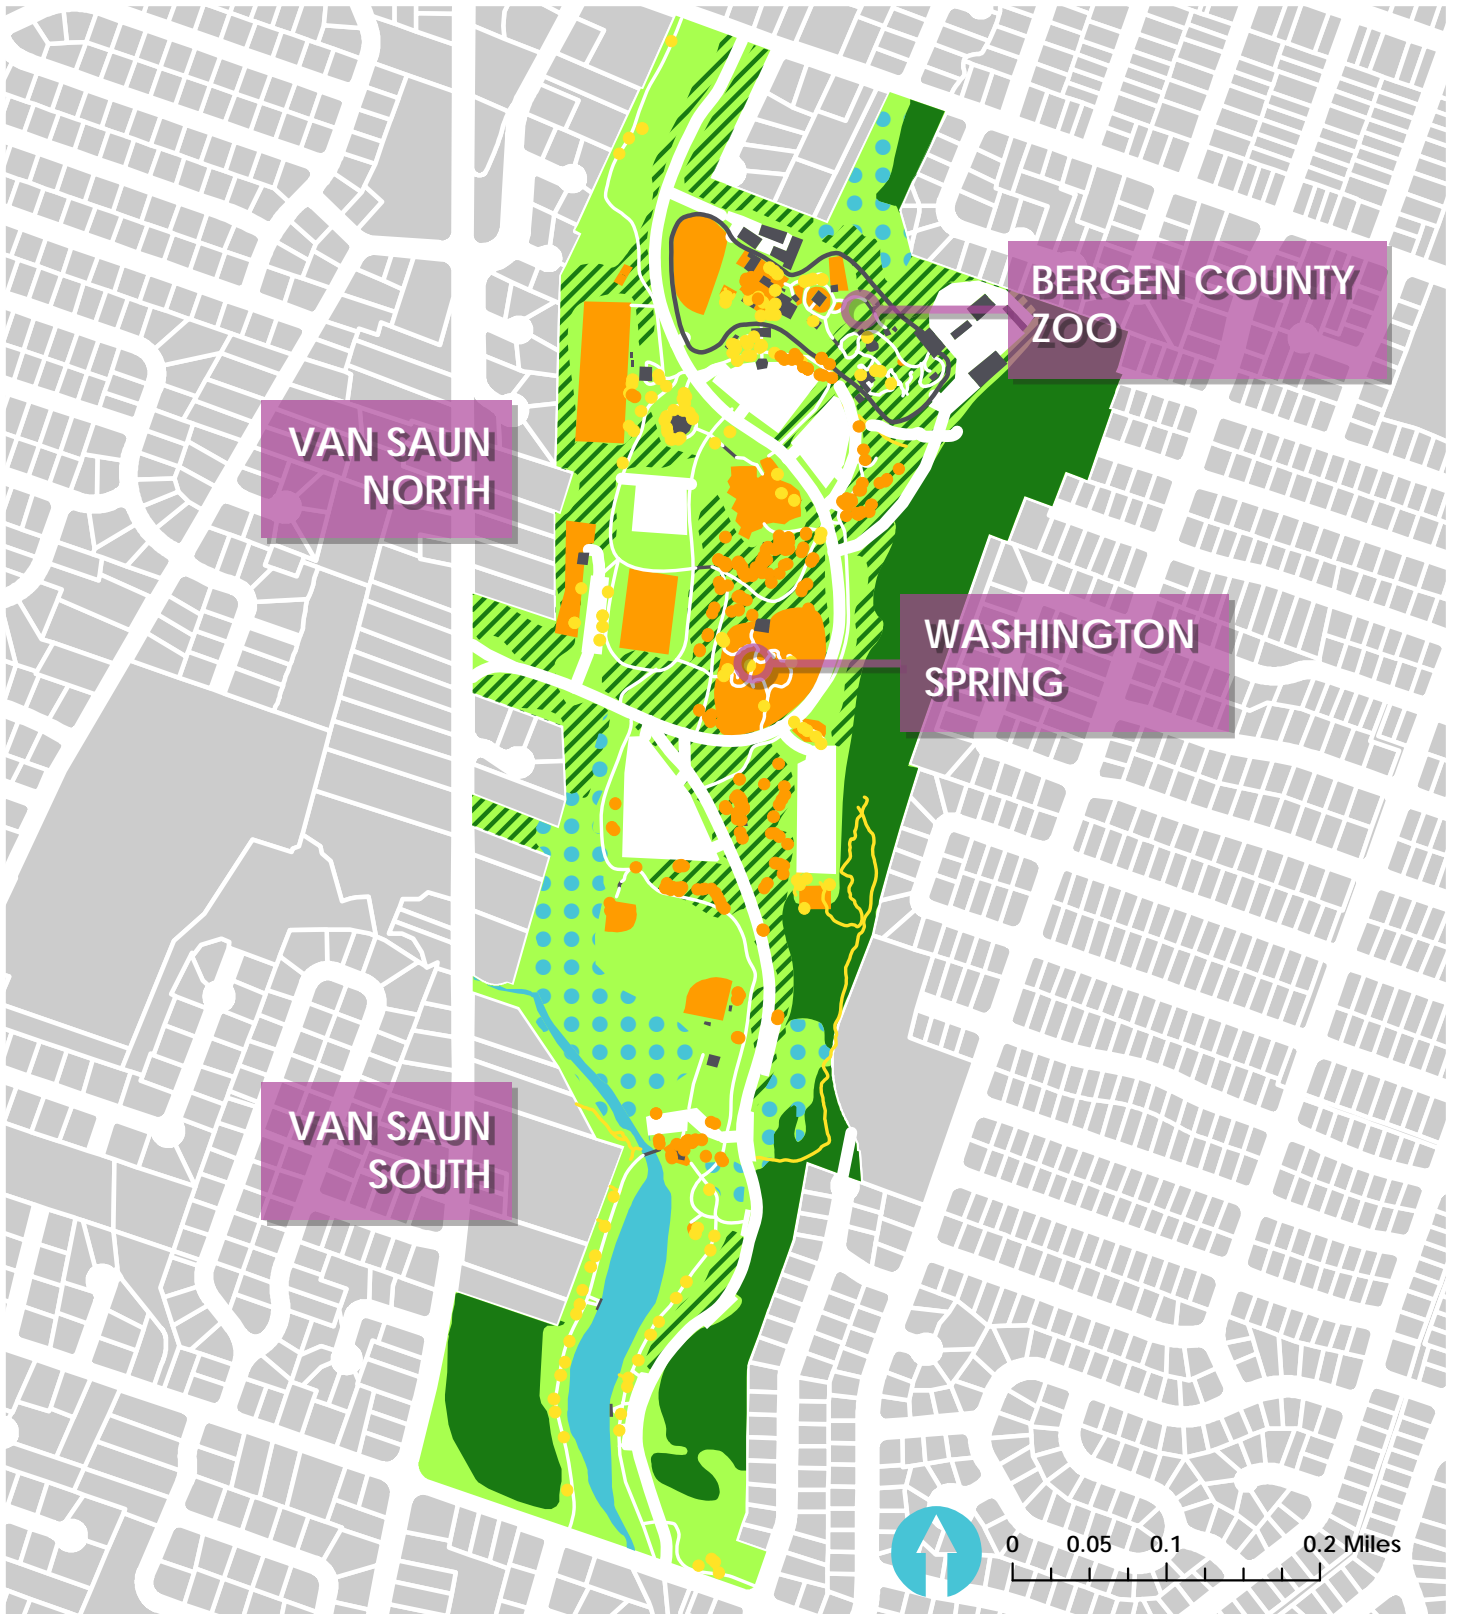 BERGEN COUNTY
ZOO
VAN SAUN
NORTH
WASHINGTON
SPRING
VAN SAUN
SOUTH
0 0.05 0.1 0.2 Miles